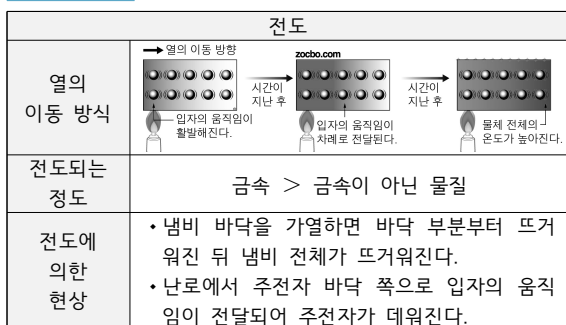 전도
열의
이동 방식
열의 이동 방향
zocbo.com
시간이
지난 후
시간이
지난 후
입자의 움직임이
활발해진다.
입자의 움직임이
차례로 전달된다.
물체 전체의
온도가 높아진다.
전도되는
정도
금속 > 금속이 아닌 물질
전도에
의한
현상
• 냄비 바닥을 가열하면 바닥 부분부터 뜨거
워진 뒤 냄비 전체가 뜨거워진다.
• 난로에서 주전자 바닥 쪽으로 입자의 움직
임이 전달되어 주전자가 데워진다.